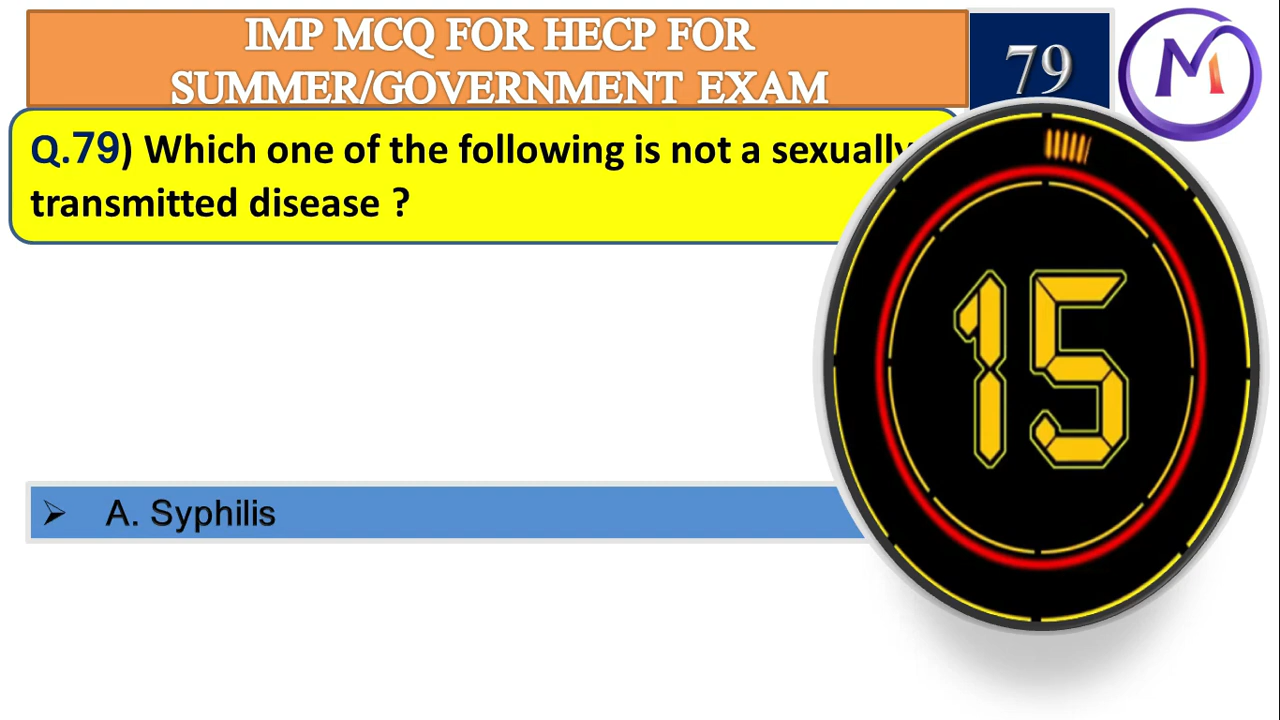 IMP MCQ FOR HECP FOR
SUMMER/GOVERNMENT EXAM
79
M
Q.79) Which one of the following is not a sexually
transmitted disease ?
15
➢ A. Syphilis